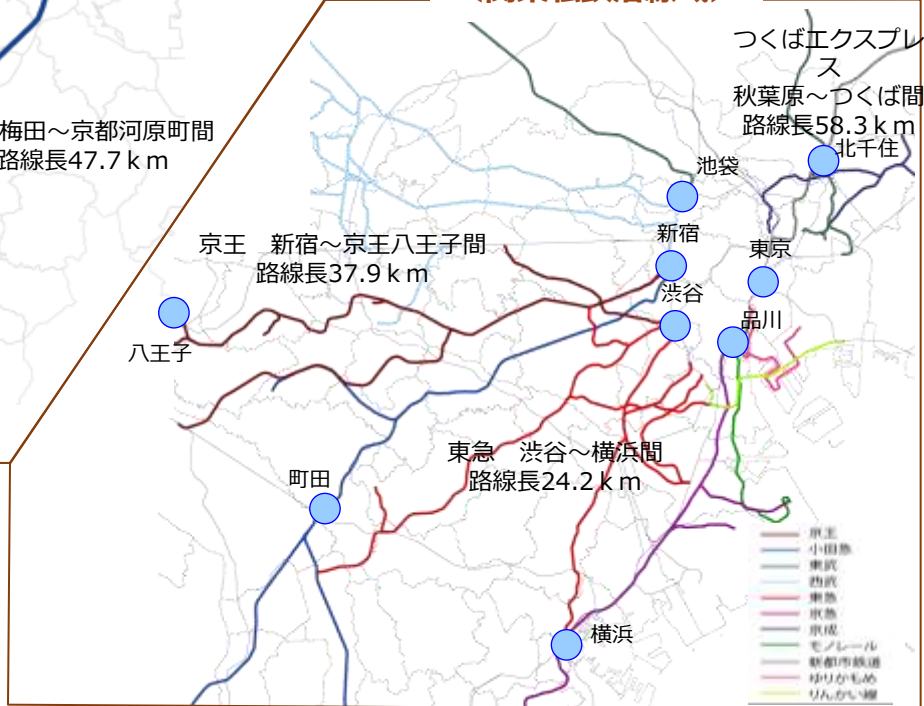 つくばエクスプレ
ス
秋葉原～つくば間
路線長58.3ｋｍ
北千住
梅田～京都河原町間
路線長47.7ｋｍ
池袋
新宿
東京
京王　新宿～京王八王子間
路線長37.9ｋｍ
渋谷
品川
八王子
東急　渋谷～横浜間
路線長24.2ｋｍ
町田
横浜
京王
小田急
東武
西武
東急
京急
京成
モノレール
新都市鉄道
ゆりかもめ
りんかい線